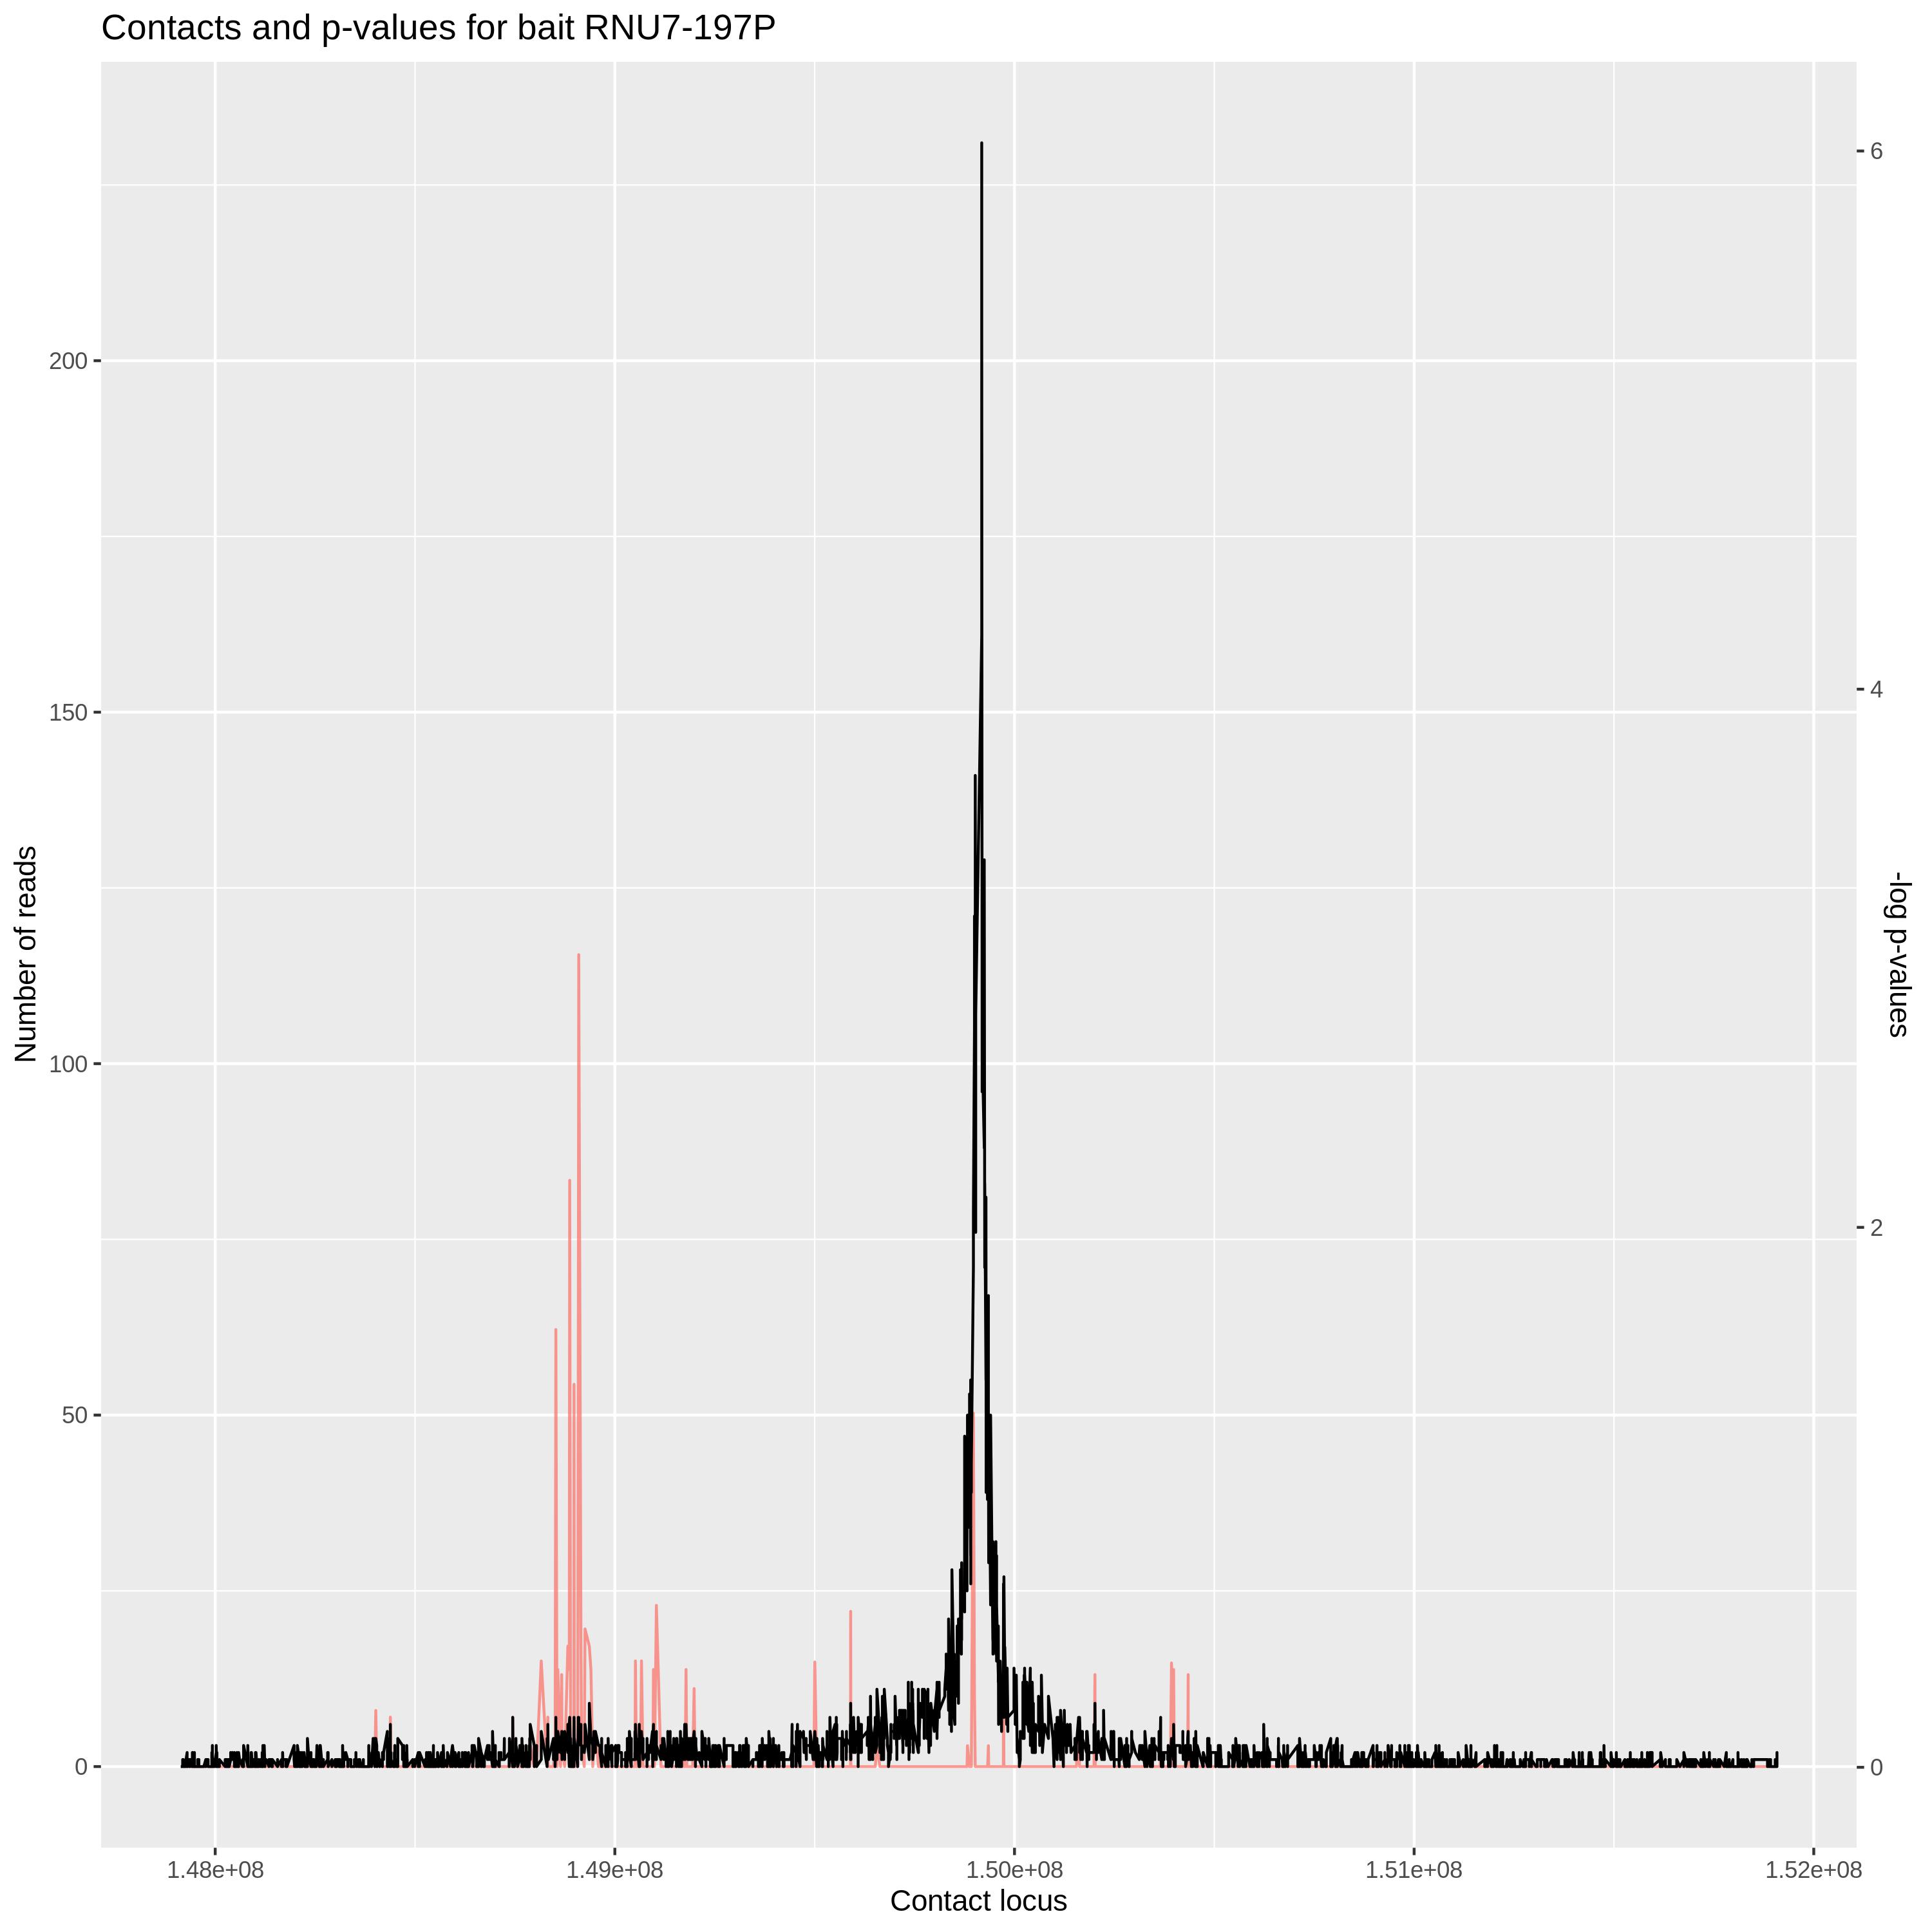 Contacts and p-values for bait RNU7-197P
6
200
4
150
Number of reads
-log p-values
100
2
50
0
0
1.48e+08
1.49e+08
1.50e+08
1.51e+08
1.52e+08
Contact locus